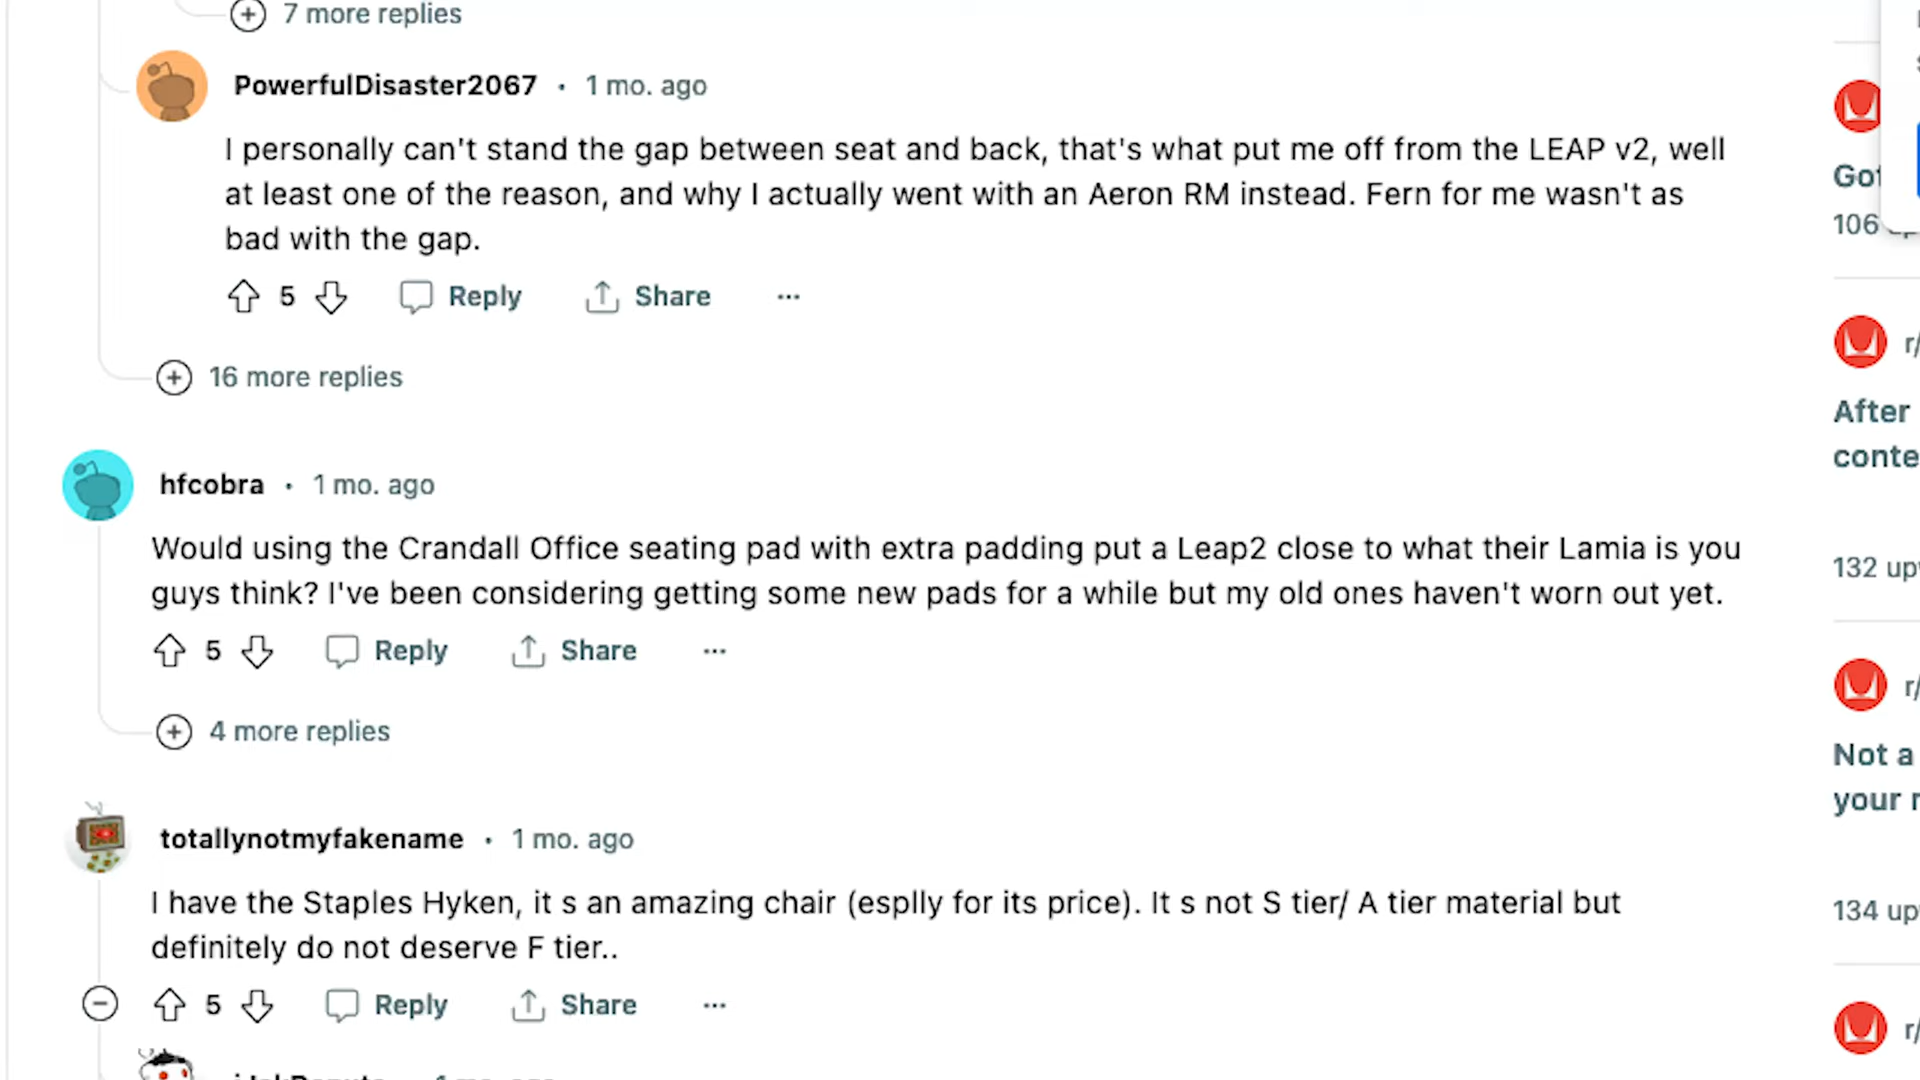 7 more replies
PowerfulDisaster2067 · 1 mo. ago
I personally can't stand the gap between seat and back, that's what put me off from the LEAP v2, well
at least one of the reason, and why I actually went with an Aeron RM instead. Fern for me wasn't as
bad with the gap.
5 Reply Share ...
16 more replies
hfcobra · 1 mo. ago
Would using the Crandall Office seating pad with extra padding put a Leap2 close to what their Lamia is you
guys think? I've been considering getting some new pads for a while but my old ones haven't worn out yet.
5 Reply Share ...
4 more replies
totallynotmyfakename · 1 mo. ago
I have the Staples Hyken, it s an amazing chair (esplly for its price). It s not S tier/ A tier material but
definitely do not deserve F tier..
5 Reply Share ...
106
r/
After
conte
132 up
r/
Not a
your r
134 up
r/